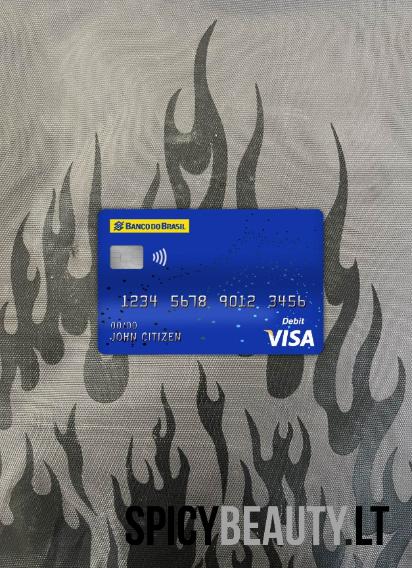 BANCO DO BRASIL
1234 5678 9012 3456
Debit
00/00
JOHN CITIZEN
VISA
SPICYBEAUTY.LT